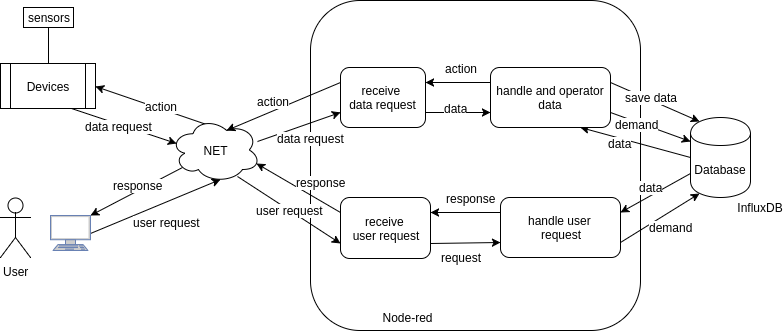 sensors
Devices
action
data request
NET
action
data request
receive
data request
action
data
handle and operator
data
save data
demand
data
Database
InfluxDB
data
demand
response
user request
User
response
user request
receive
user request
response
request
handle user
request
Node-red